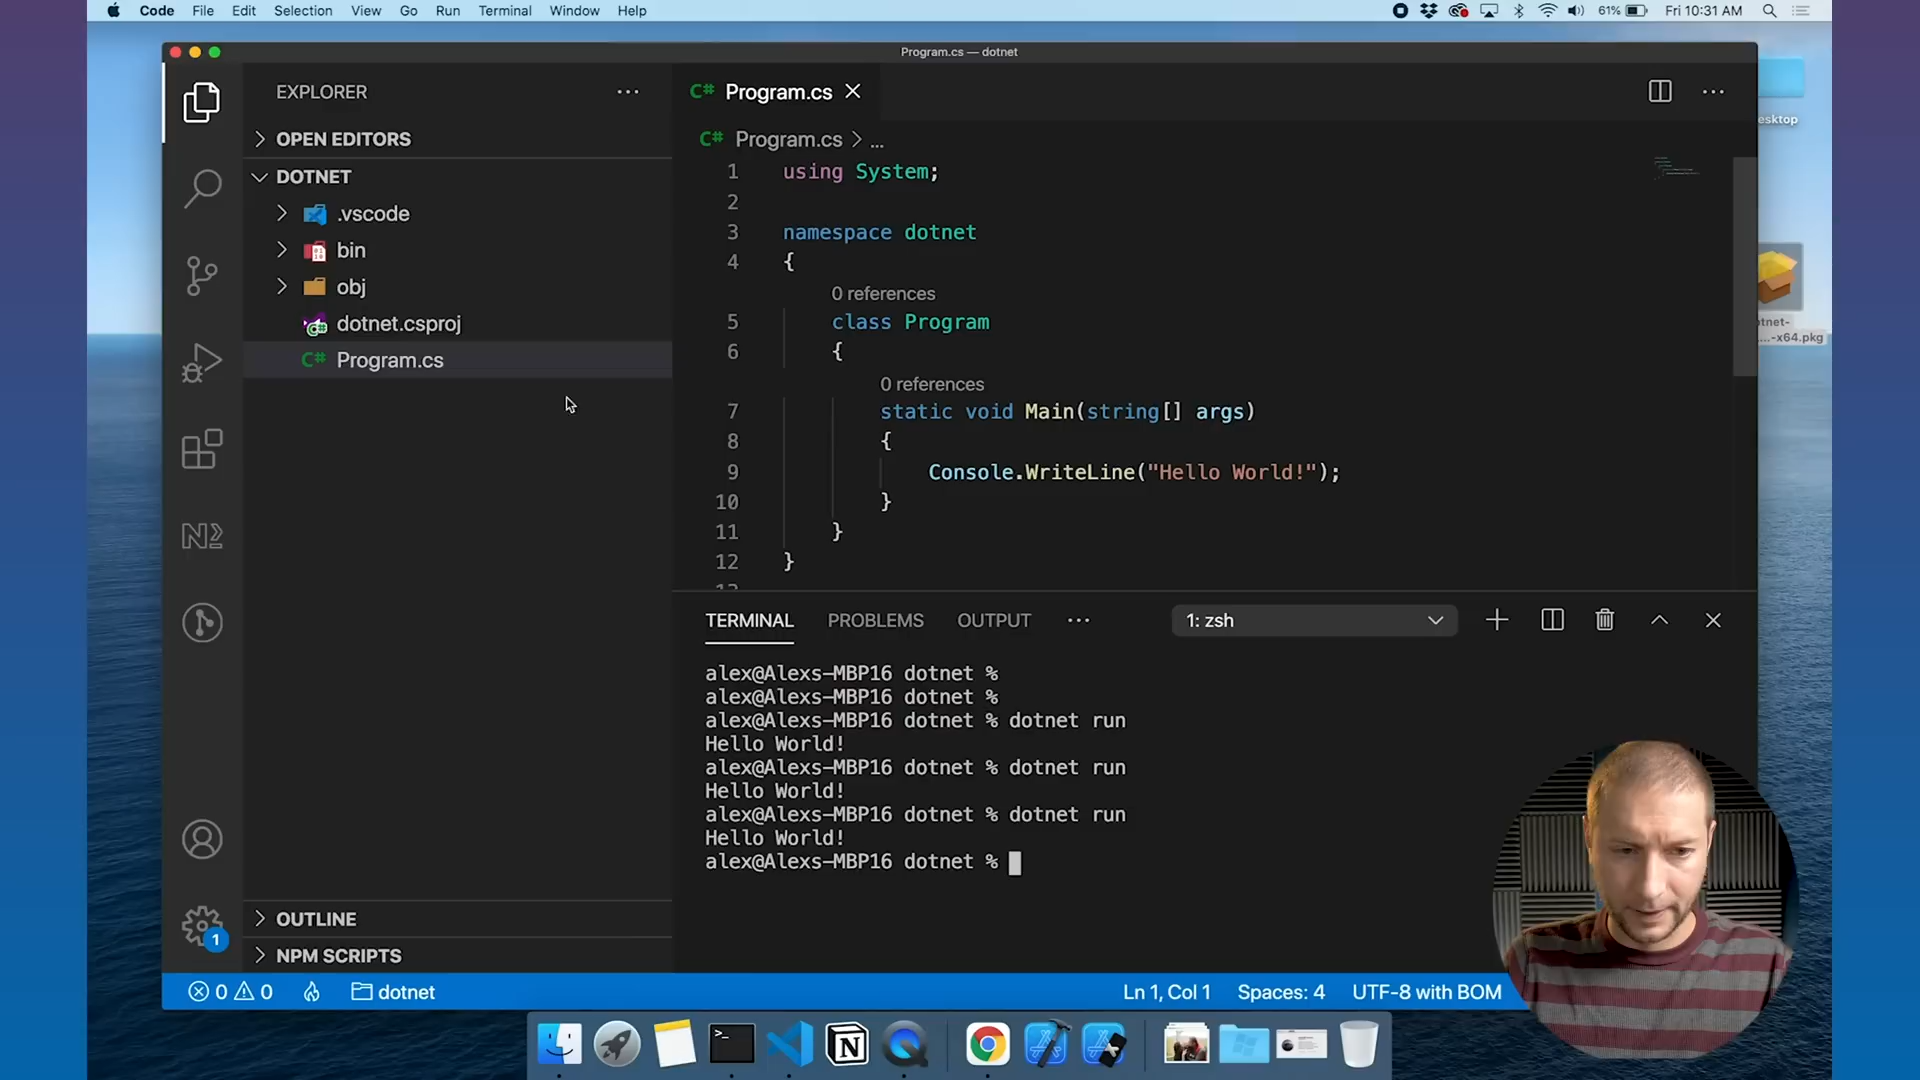 Code File Edit Selection View Go Run Terminal Window Help
61% Fri 10:31 AM
Program.cs — dotnet
EXPLORER
OPEN EDITORS
DOTNET
.vscode
bin
obj
dotnet.csproj
C# Program.cs
OUTLINE
NPM SCRIPTS
1
C# Program.cs
C# Program.cs > ...
1 using System;
2
3 namespace dotnet
4 {
0 references
5 class Program
6 {
0 references
7 static void Main(string[] args)
8 {
9 Console.WriteLine("Hello World!");
10 }
11 }
12 }
TERMINAL PROBLEMS OUTPUT ... 1: zsh
alex@Alexs-MBP16 dotnet %
alex@Alexs-MBP16 dotnet %
alex@Alexs-MBP16 dotnet % dotnet run
Hello World!
alex@Alexs-MBP16 dotnet % dotnet run
Hello World!
alex@Alexs-MBP16 dotnet % dotnet run
Hello World!
alex@Alexs-MBP16 dotnet %
0 0 dotnet Ln 1, Col 1 Spaces: 4 UTF-8 with BOM
esktop
tnet-
...-x64.pkg